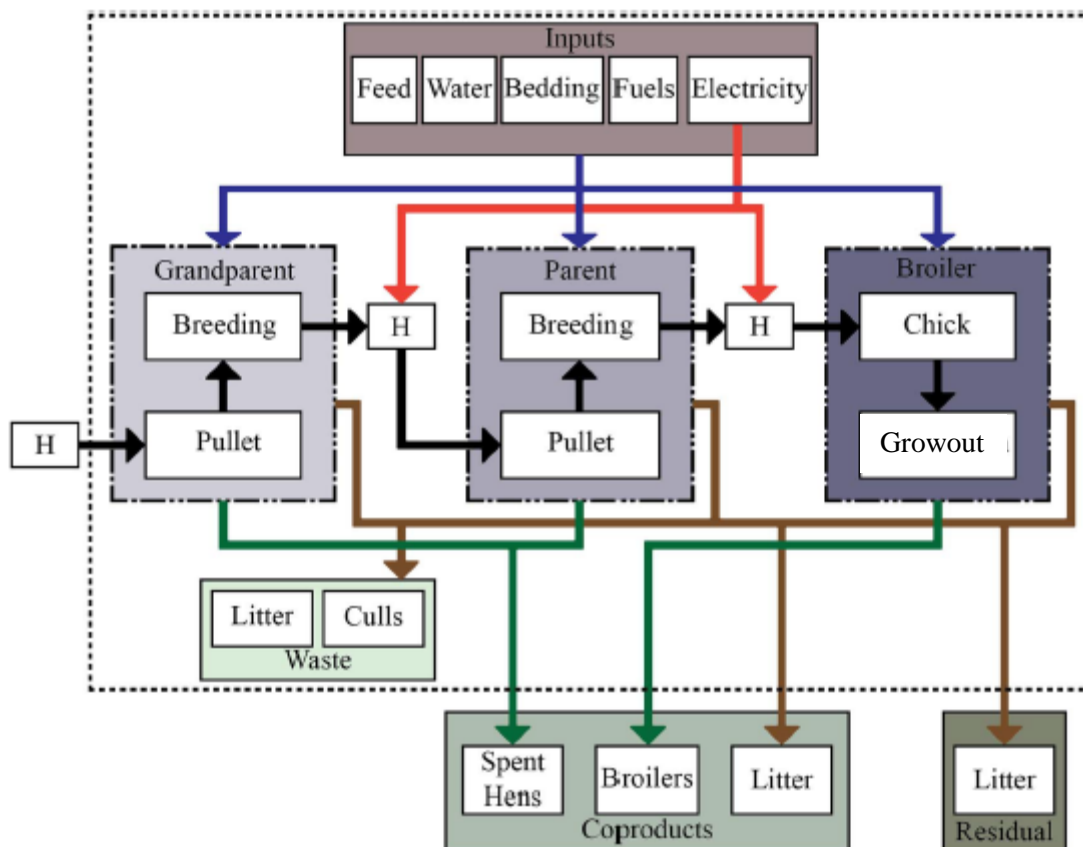 Inputs
Feed
Water
Bedding
Fuels
Electricity
Grandparent
Parent
Broiler
Breeding
H
Breeding
H
Chick
H
Pullet
Pullet
Growout
Litter
Culls
Waste
Spent
Hens
Broilers
Litter
Litter
Coproducts
Residual